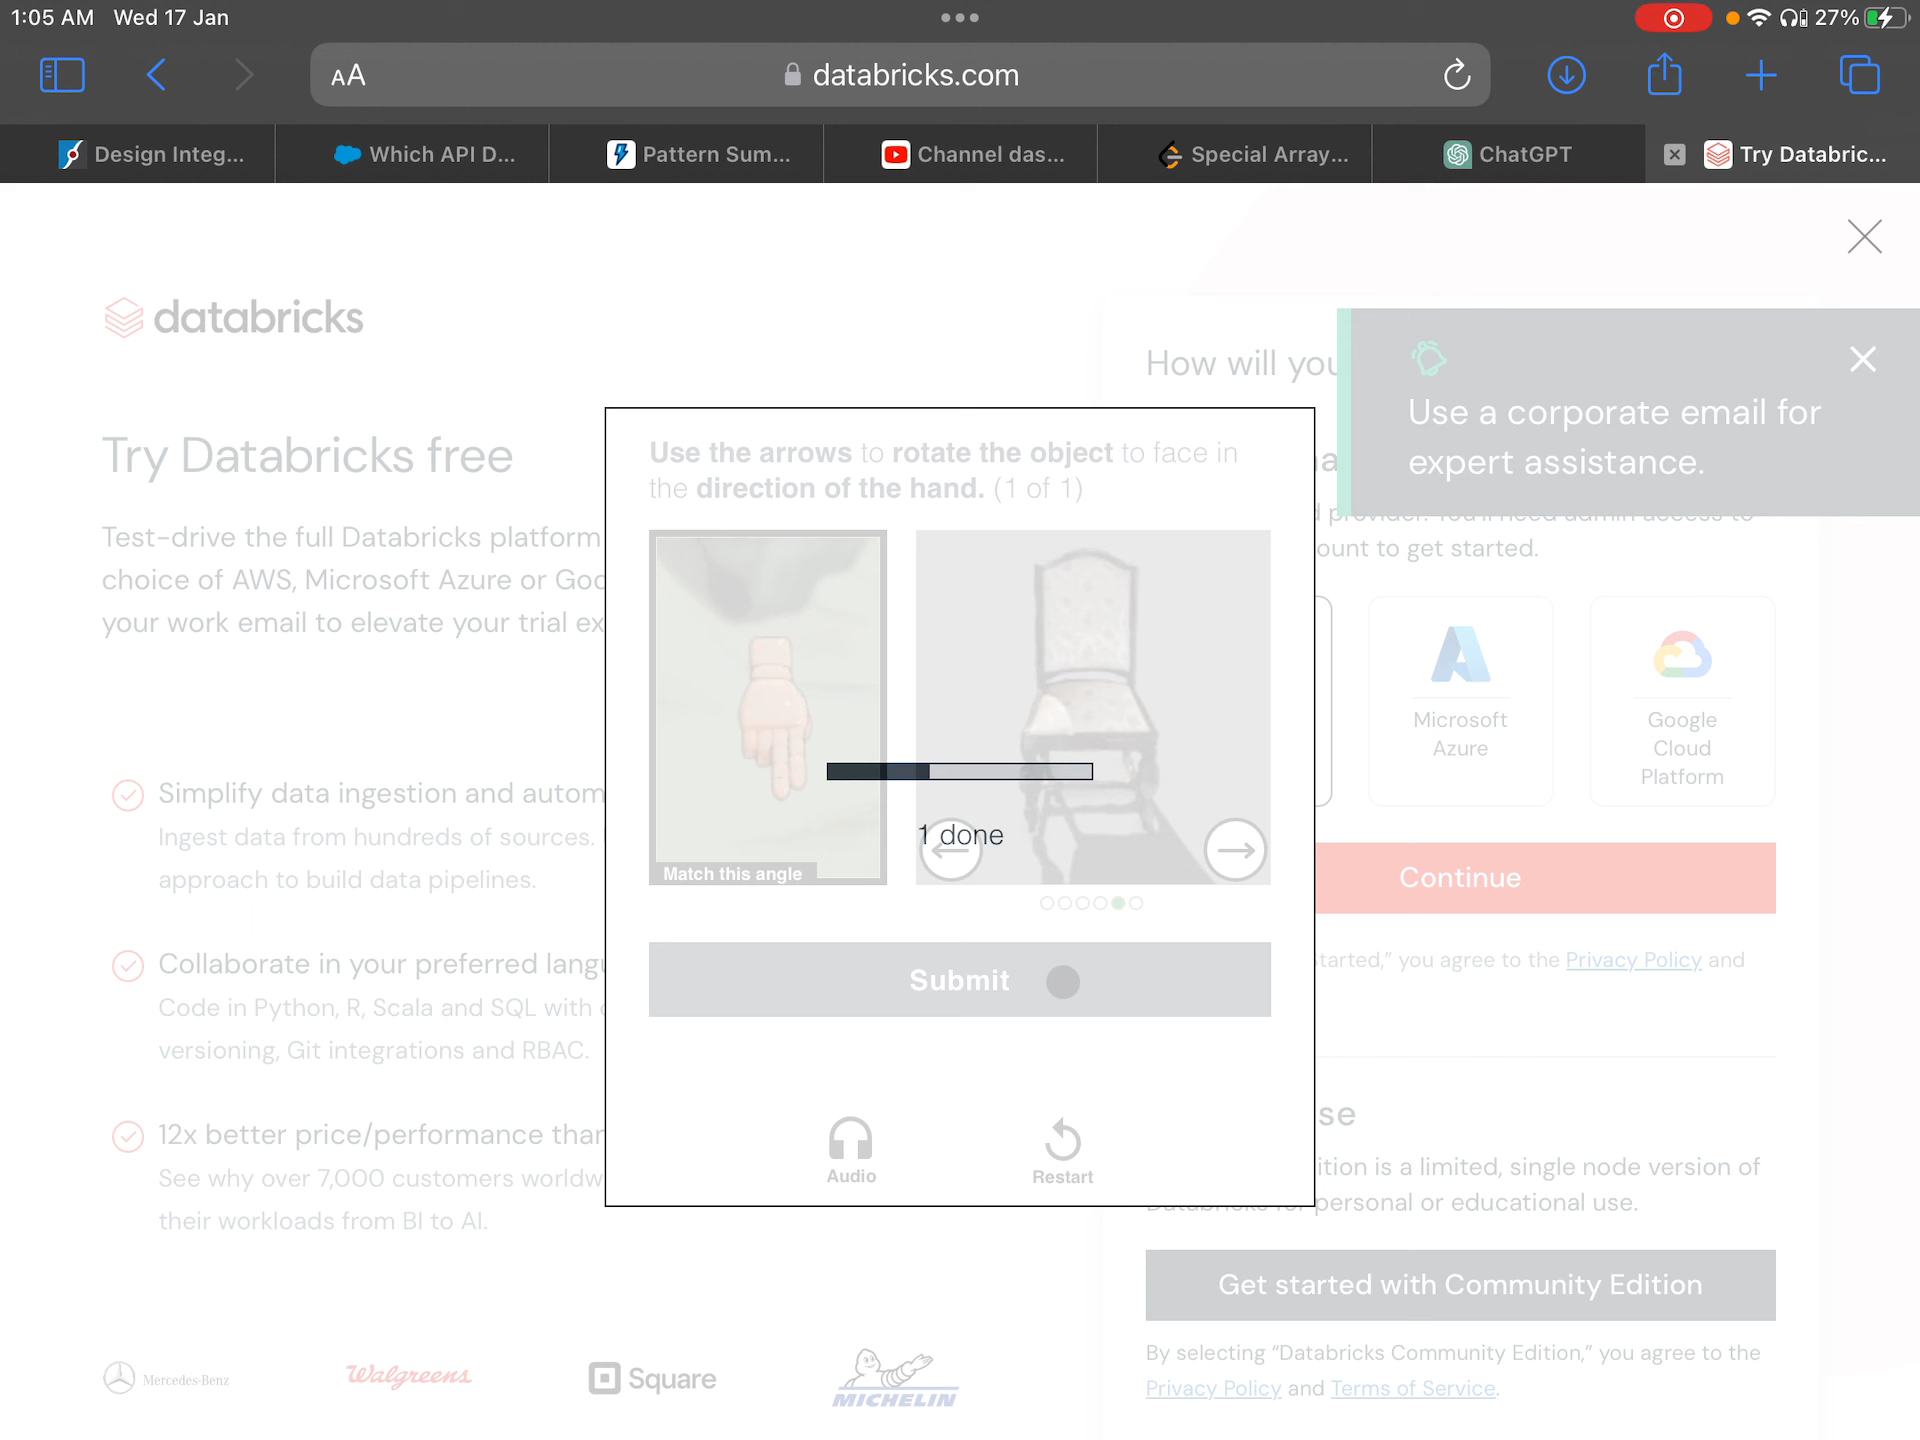 1:05 AM Wed 17 Jan
27%
AA
databricks.com
Design Integ...
Which API D...
Pattern Sum...
Channel das...
Special Array...
ChatGPT
Try Databric...
databricks
Try Databricks free
Test-drive the full Databricks platform
choice of AWS, Microsoft Azure or Goo
your work email to elevate your trial ex
Simplify data ingestion and autom
Ingest data from hundreds of sources.
approach to build data pipelines.
Collaborate in your preferred langu
Code in Python, R, Scala and SQL with
versioning, Git integrations and RBAC.
12x better price/performance than
See why over 7,000 customers worldw
their workloads from BI to AI.
Mercedes-Benz
Walgreens
Square
MICHELIN
Use the arrows to rotate the object to face in
the direction of the hand. (1 of 1)
Match this angle
1 done
Submit
Audio
Restart
How will you
Use a corporate email for
expert assistance.
ount to get started.
Microsoft
Azure
Google
Cloud
Platform
Continue
tarted,” you agree to the Privacy Policy and
se
ition is a limited, single node version of
personal or educational use.
Get started with Community Edition
By selecting “Databricks Community Edition,” you agree to the
Privacy Policy and Terms of Service.